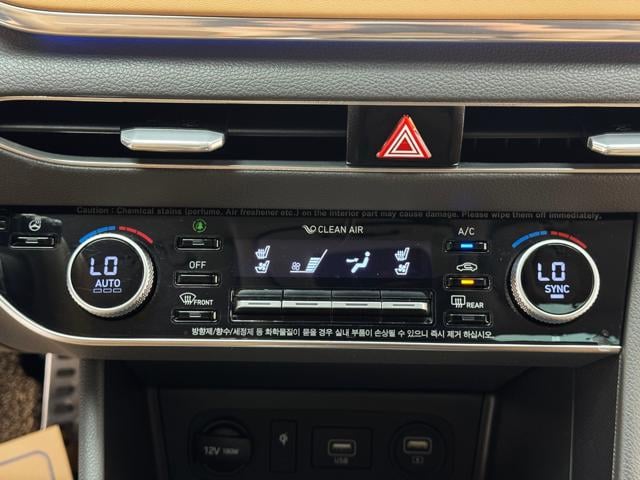 Caution : Chemical stains (perfume, Air freshener etc.) on the interior part may cause damage. Please wipe them off immediately.
CLEAN AIR
A/C
LO
AUTO
OFF
FRONT
REAR
LO
SYNC
방향제/향수/세정제 등 화학물질이 묻을 경우 실내 부품이 손상될 수 있으니 즉시 제거 하십시오
12V 180W
USB